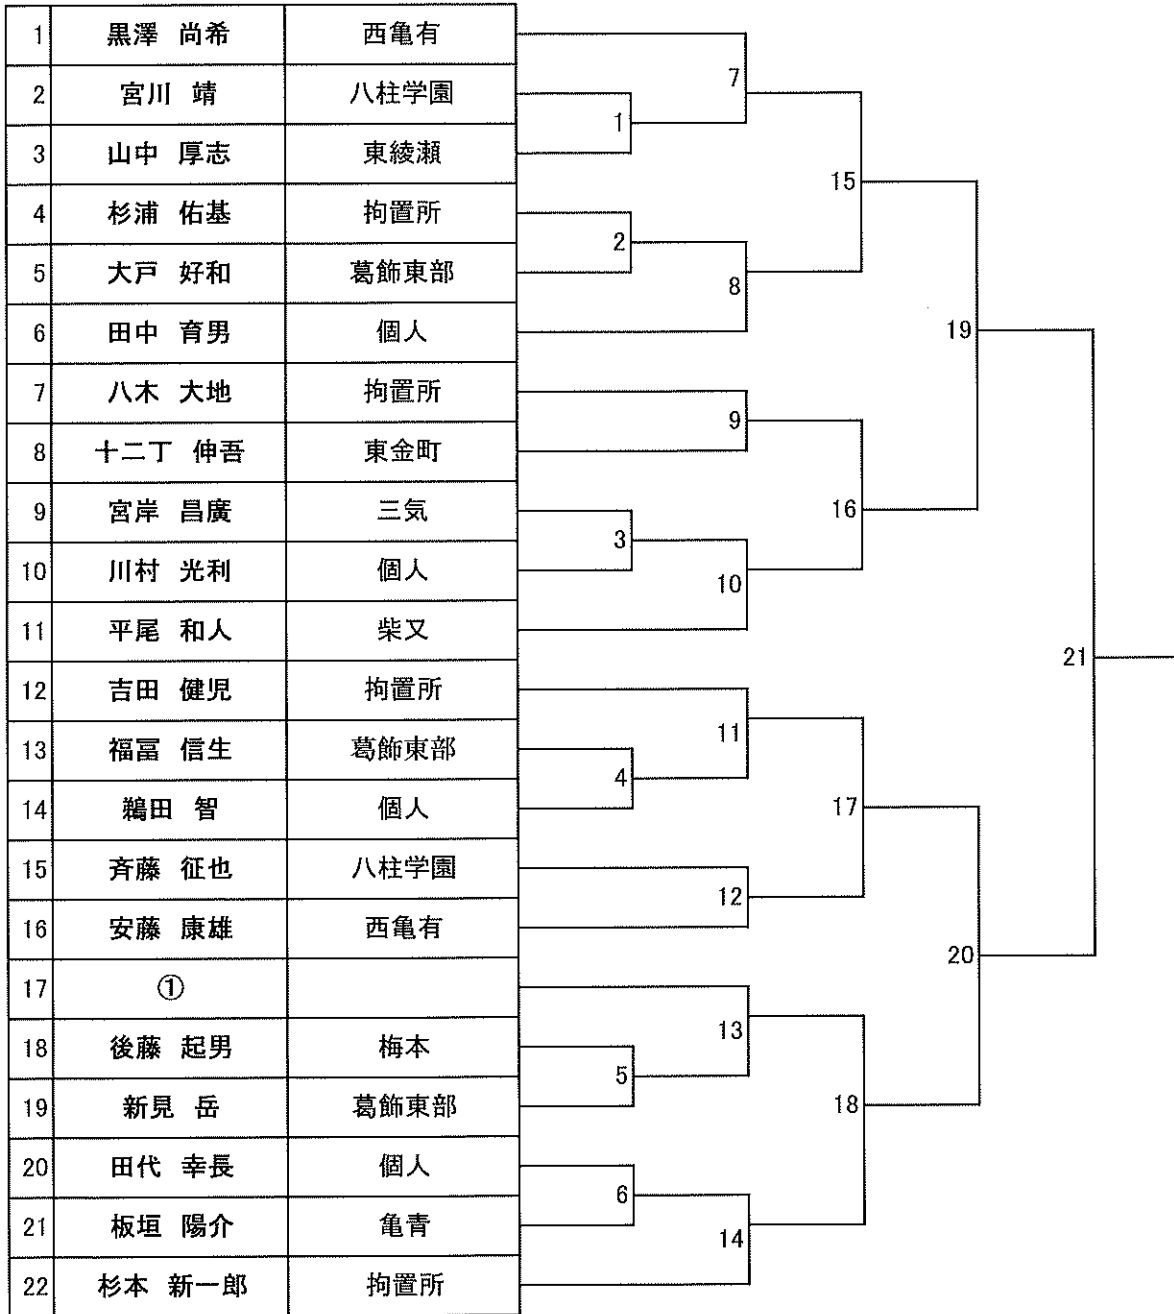 1 黒澤 尚希 西亀有
2 宮川 靖 八柱学園
3 山中 厚志 東綾瀬
4 杉浦 佑基 拘置所
5 大戸 好和 葛飾東部
6 田中 育男 個人
7 八木 大地 拘置所
8 十二丁 伸吾 東金町
9 宮岸 昌廣 三気
10 川村 光利 個人
11 平尾 和人 柴又
12 吉田 健児 拘置所
13 福冨 信生 葛飾東部
14 鵜田 智 個人
15 斉藤 征也 八柱学園
16 安藤 康雄 西亀有
17 ①
18 後藤 起男 梅本
19 新見 岳 葛飾東部
20 田代 幸長 個人
21 板垣 陽介 亀青
22 杉本 新一郎 拘置所
1
2
3
4
5
6
7
8
9
10
11
12
13
14
15
16
17
18
19
20
21